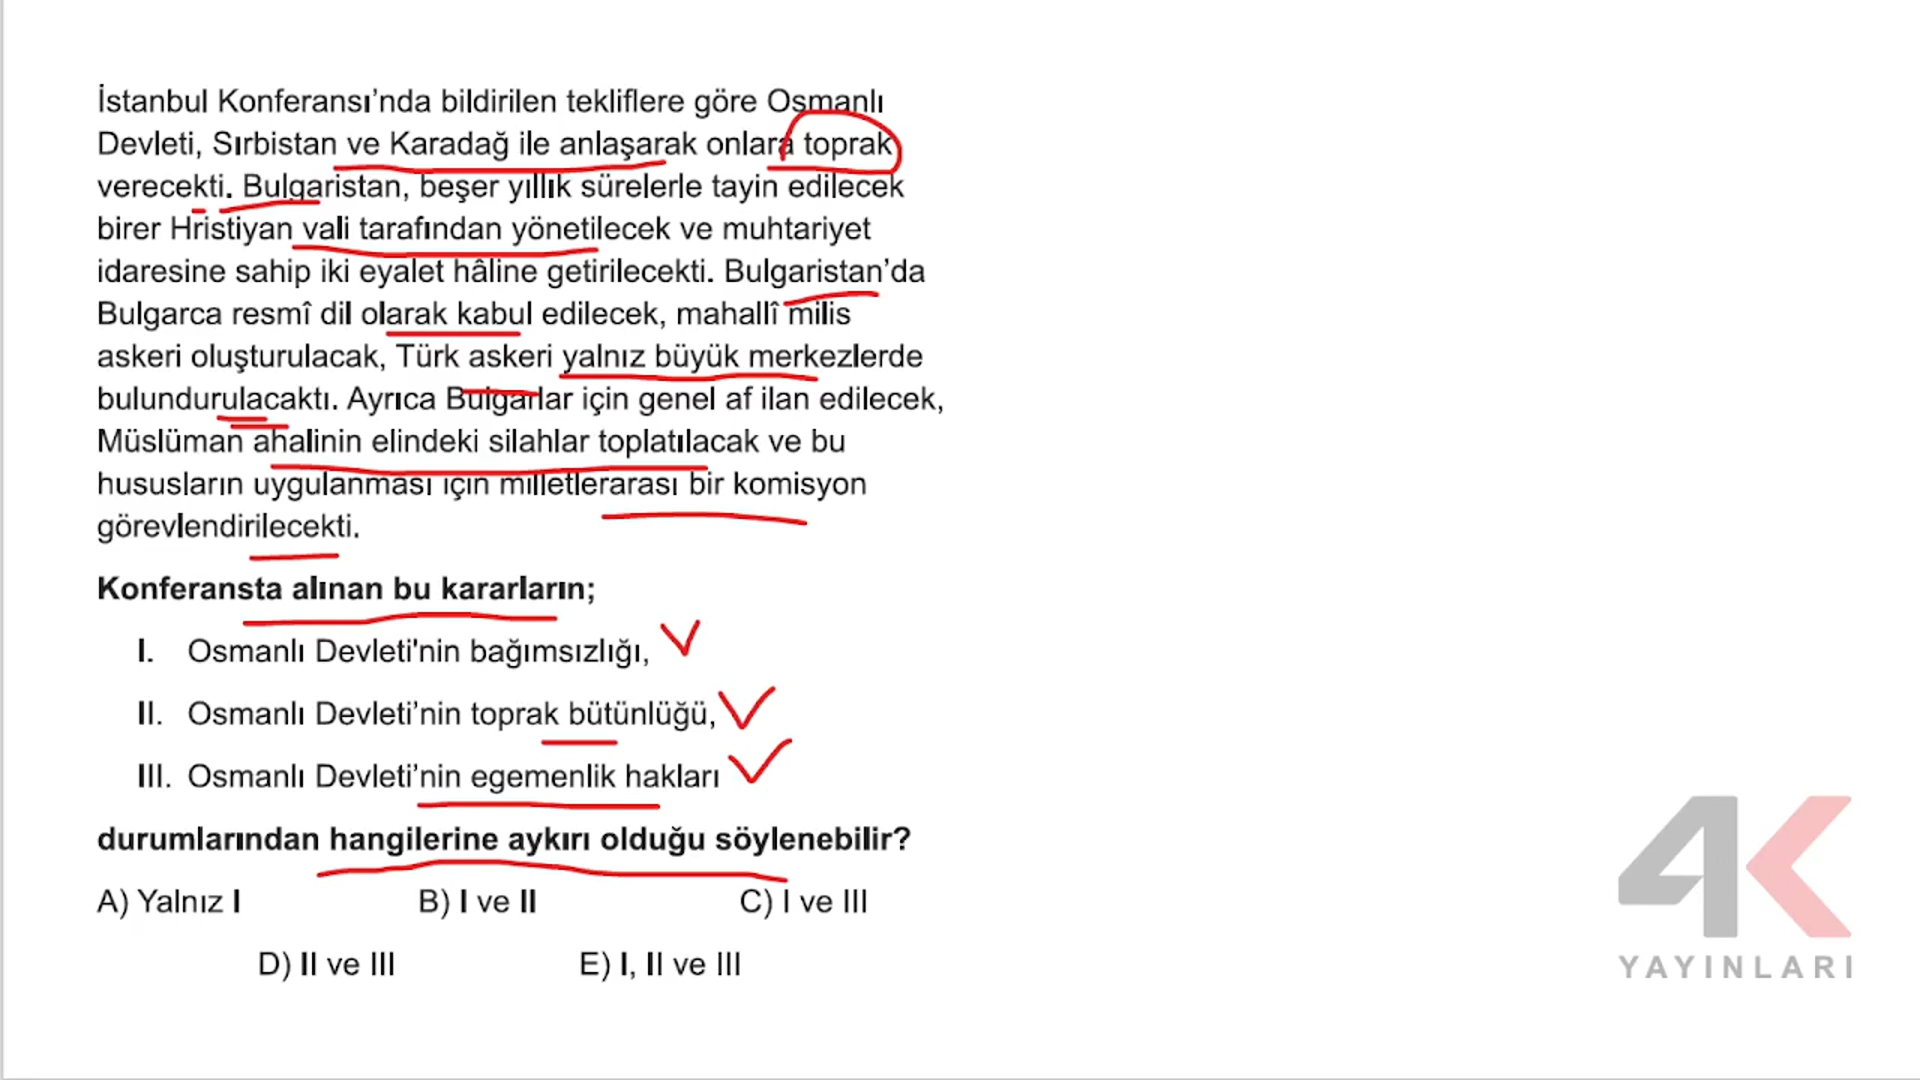 İstanbul Konferansı’nda bildirilen tekliflere göre Osmanlı
Devleti, Sırbistan ve Karadağ ile anlaşarak onlara toprak
verecekti. Bulgaristan, beşer yıllık sürelerle tayin edilecek
birer Hristiyan vali tarafından yönetilecek ve muhtariyet
idaresine sahip iki eyalet hâline getirilecekti. Bulgaristan’da
Bulgarca resmî dil olarak kabul edilecek, mahallî milis
askeri oluşturulacak, Türk askeri yalnız büyük merkezlerde
bulundurulacaktı. Ayrıca Bulgarlar için genel af ilan edilecek,
Müslüman ahalinin elindeki silahlar toplatılacak ve bu
hususların uygulanması için milletlerarası bir komisyon
görevlendirilecekti.
Konferansta alınan bu kararların;
I. Osmanlı Devleti'nin bağımsızlığı,
II. Osmanlı Devleti’nin toprak bütünlüğü,
III. Osmanlı Devleti’nin egemenlik hakları
durumlarından hangilerine aykırı olduğu söylenebilir?
A) Yalnız I B) I ve II C) I ve III
D) II ve III E) I, II ve III
4K
YAYINLARI